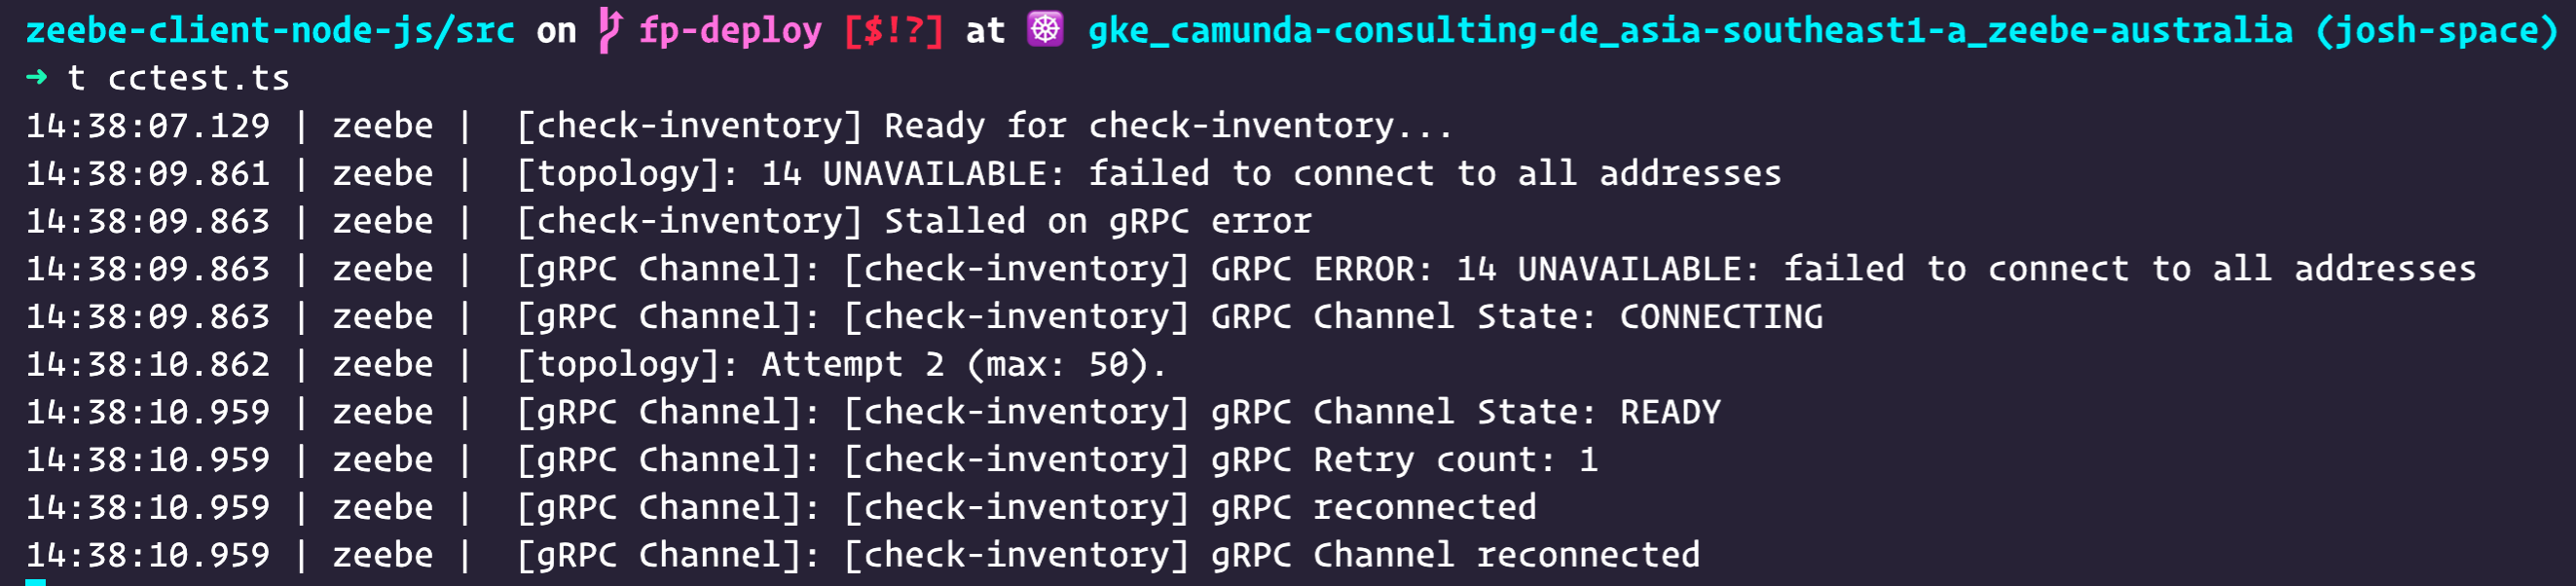 zeebe-client-node-js/src on fp-deploy [$!?] at ☸ gke_camunda-consulting-de_asia-southeast1-a_zeebe-australia (josh-space)
➜ t cctest.ts
14:38:07.129 | zeebe |  [check-inventory] Ready for check-inventory...
14:38:09.861 | zeebe |  [topology]: 14 UNAVAILABLE: failed to connect to all addresses
14:38:09.863 | zeebe |  [check-inventory] Stalled on gRPC error
14:38:09.863 | zeebe |  [gRPC Channel]: [check-inventory] GRPC ERROR: 14 UNAVAILABLE: failed to connect to all addresses
14:38:09.863 | zeebe |  [gRPC Channel]: [check-inventory] GRPC Channel State: CONNECTING
14:38:10.862 | zeebe |  [topology]: Attempt 2 (max: 50).
14:38:10.959 | zeebe |  [gRPC Channel]: [check-inventory] gRPC Channel State: READY
14:38:10.959 | zeebe |  [gRPC Channel]: [check-inventory] gRPC Retry count: 1
14:38:10.959 | zeebe |  [gRPC Channel]: [check-inventory] gRPC reconnected
14:38:10.959 | zeebe |  [gRPC Channel]: [check-inventory] gRPC Channel reconnected